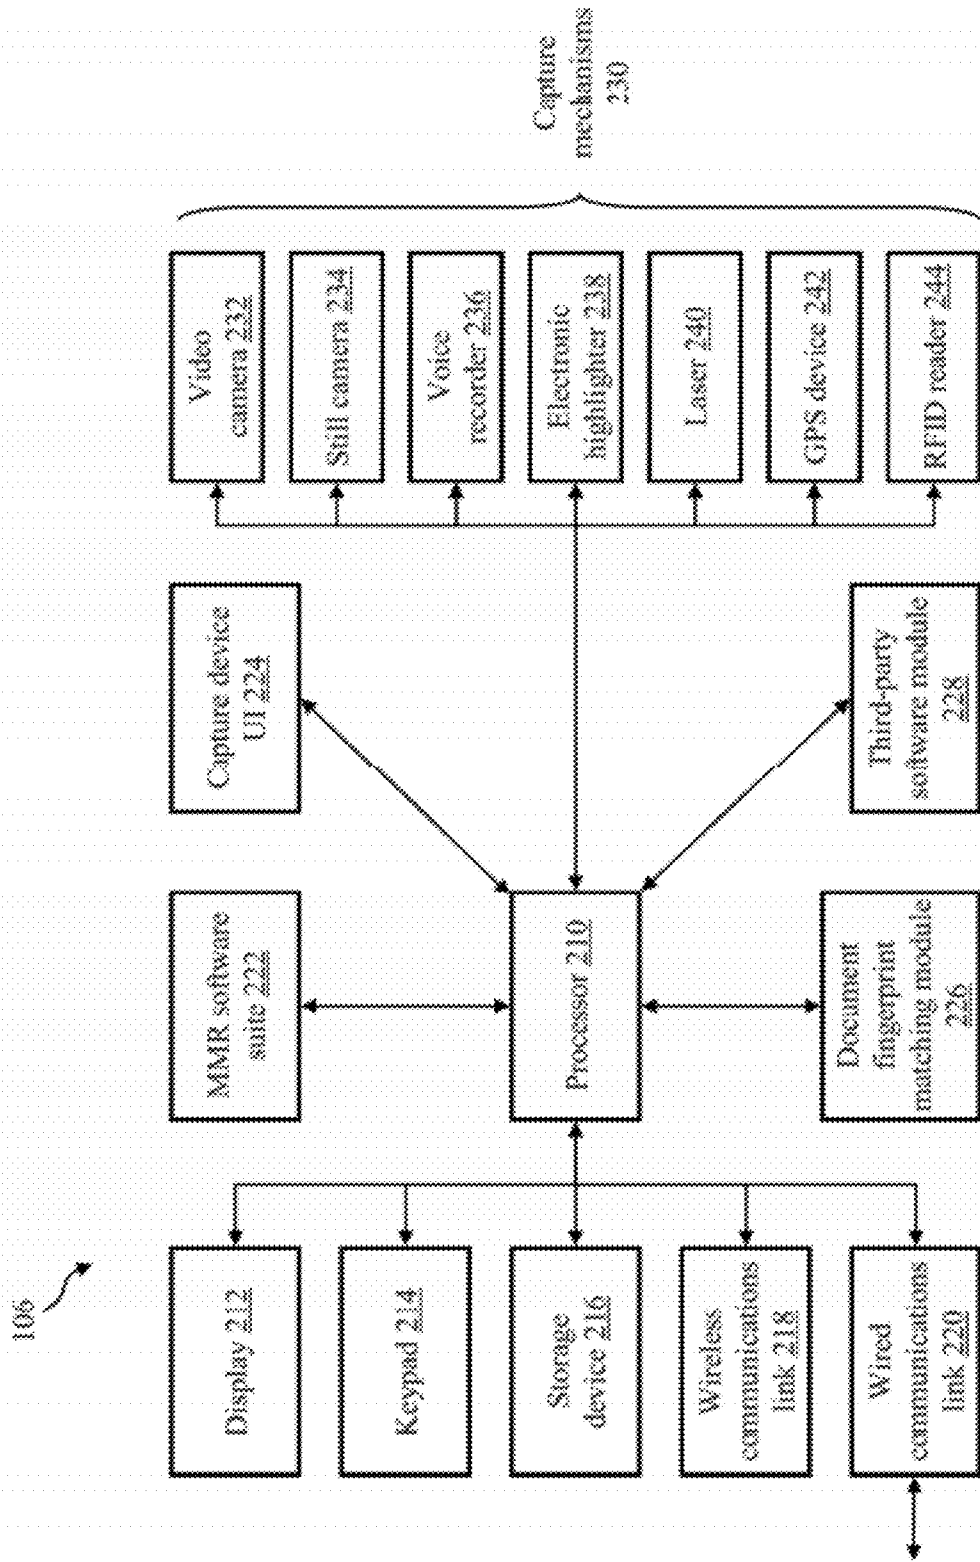 106
Display 212
Keypad 214
Storage
device 216
Wireless
communications
link 218
Wired
communications
link 220
MMR software
suite 222
Processor 210
Document
fingerprint
matching module
226
Capture device
UI 224
Third-party
software module
228
Video
camera 232
Still camera 234
Voice
recorder 236
Electronic
highlighter 238
Laser 240
GPS device 242
RFID reader 244
Capture
mechanisms
230